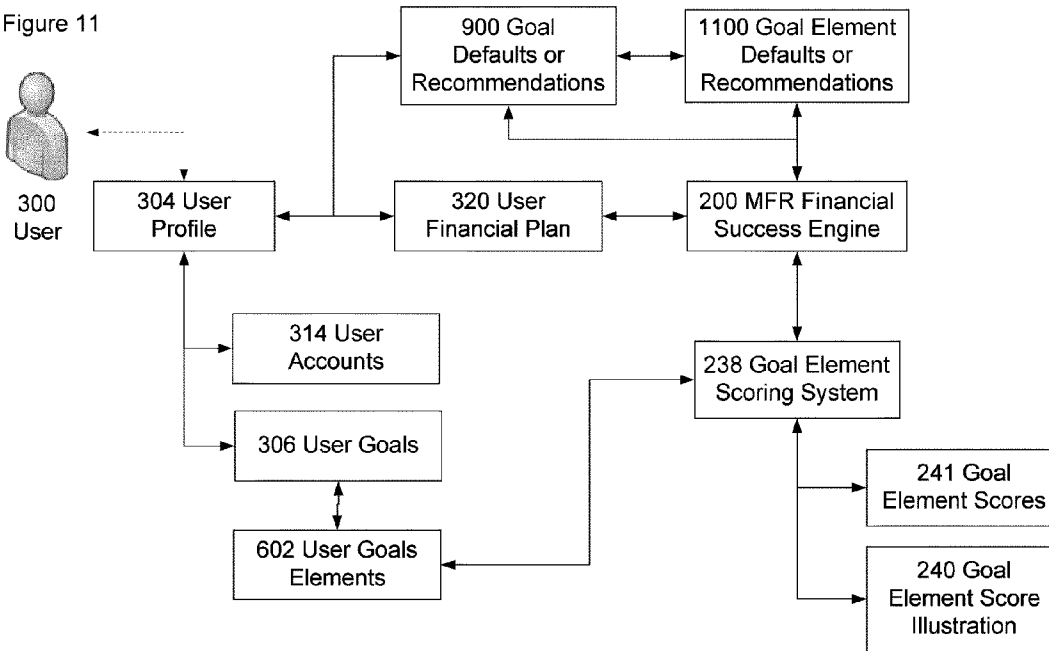 Figure 11
900 Goal
Defaults or
Recommendations
1100 Goal Element
Defaults or
Recommendations
300
User
304 User
Profile
320 User
Financial Plan
200 MFR Financial
Success Engine
314 User
Accounts
238 Goal Element
Scoring System
306 User Goals
241 Goal
Element Scores
602 User Goals
Elements
240 Goal
Element Score
Illustration